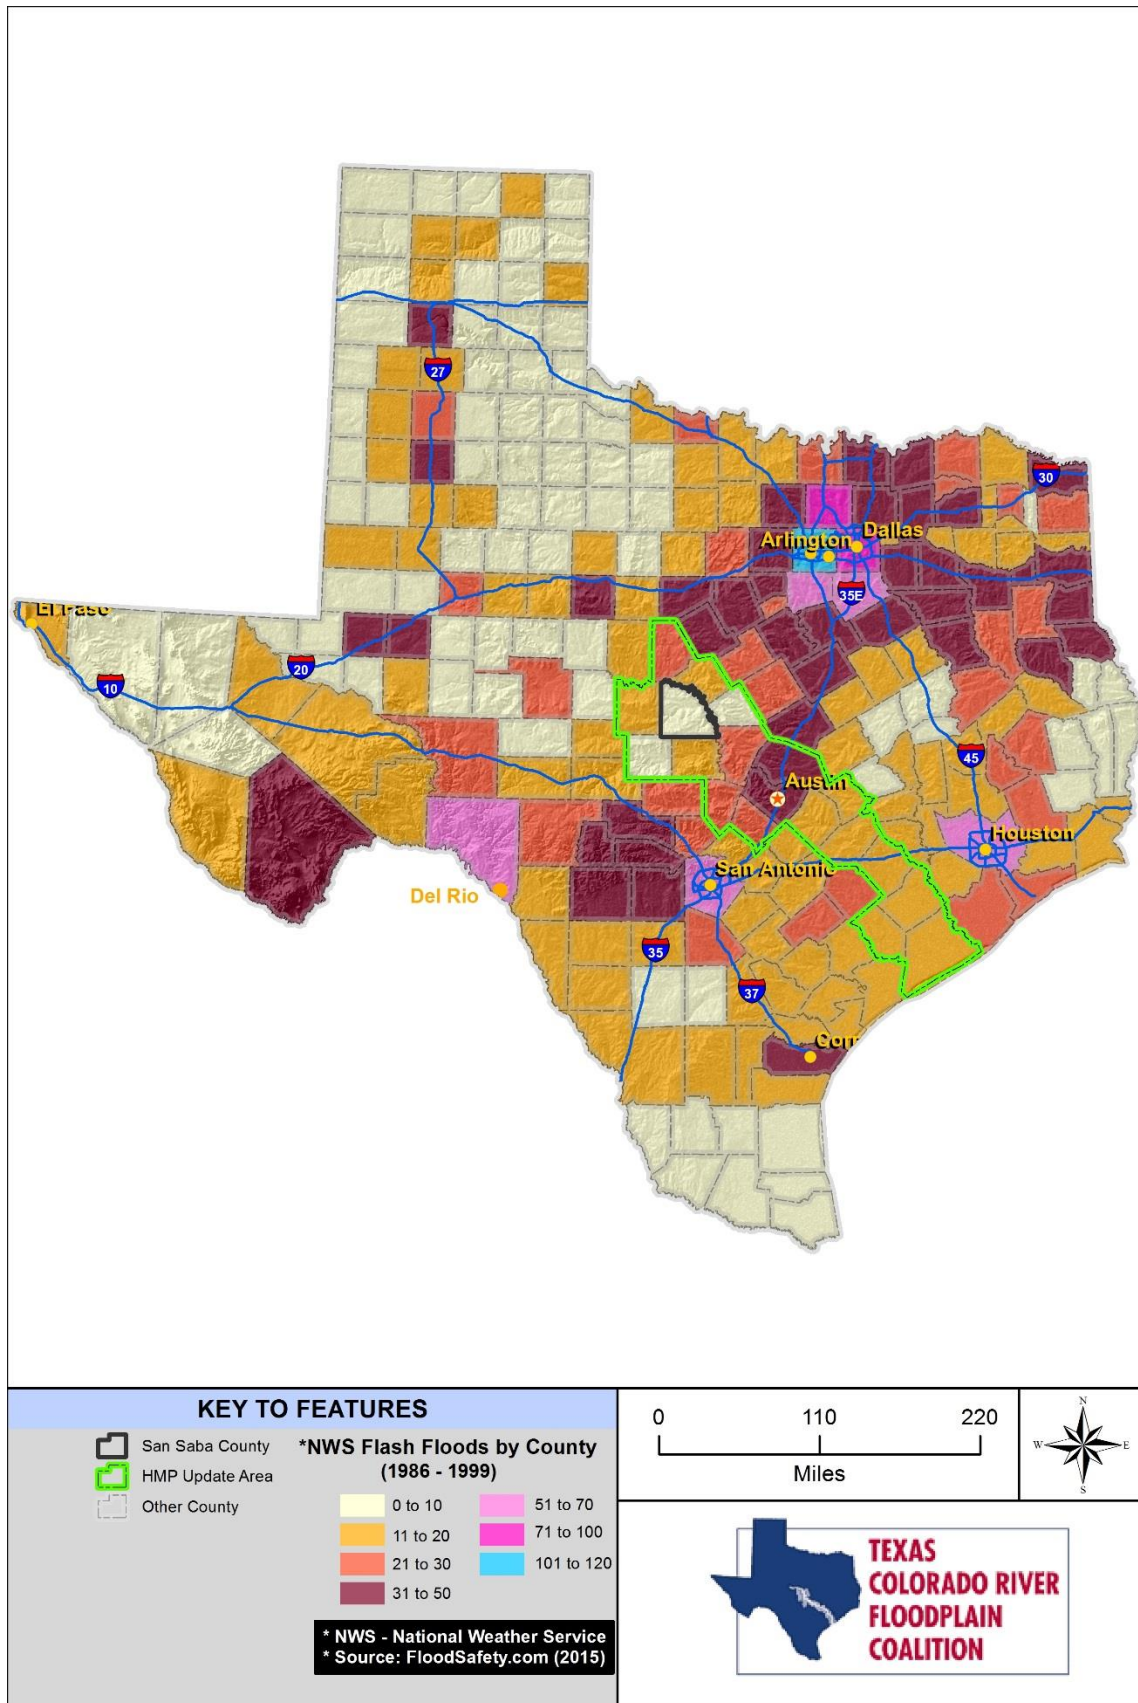 27
30
Dallas
Arlington
35E
El Paso
20
10
45
Austin
Houston
San Antonio
Del Rio
35
37
Corp
KEY TO FEATURES
San Saba County
HMP Update Area
Other County
*NWS Flash Floods by County
(1986 - 1999)
0 to 10
11 to 20
21 to 30
31 to 50
51 to 70
71 to 100
101 to 120
* NWS - National Weather Service
* Source: FloodSafety.com (2015)
0 110 220
Miles
N
W E
S
TEXAS
COLORADO RIVER
FLOODPLAIN
COALITION